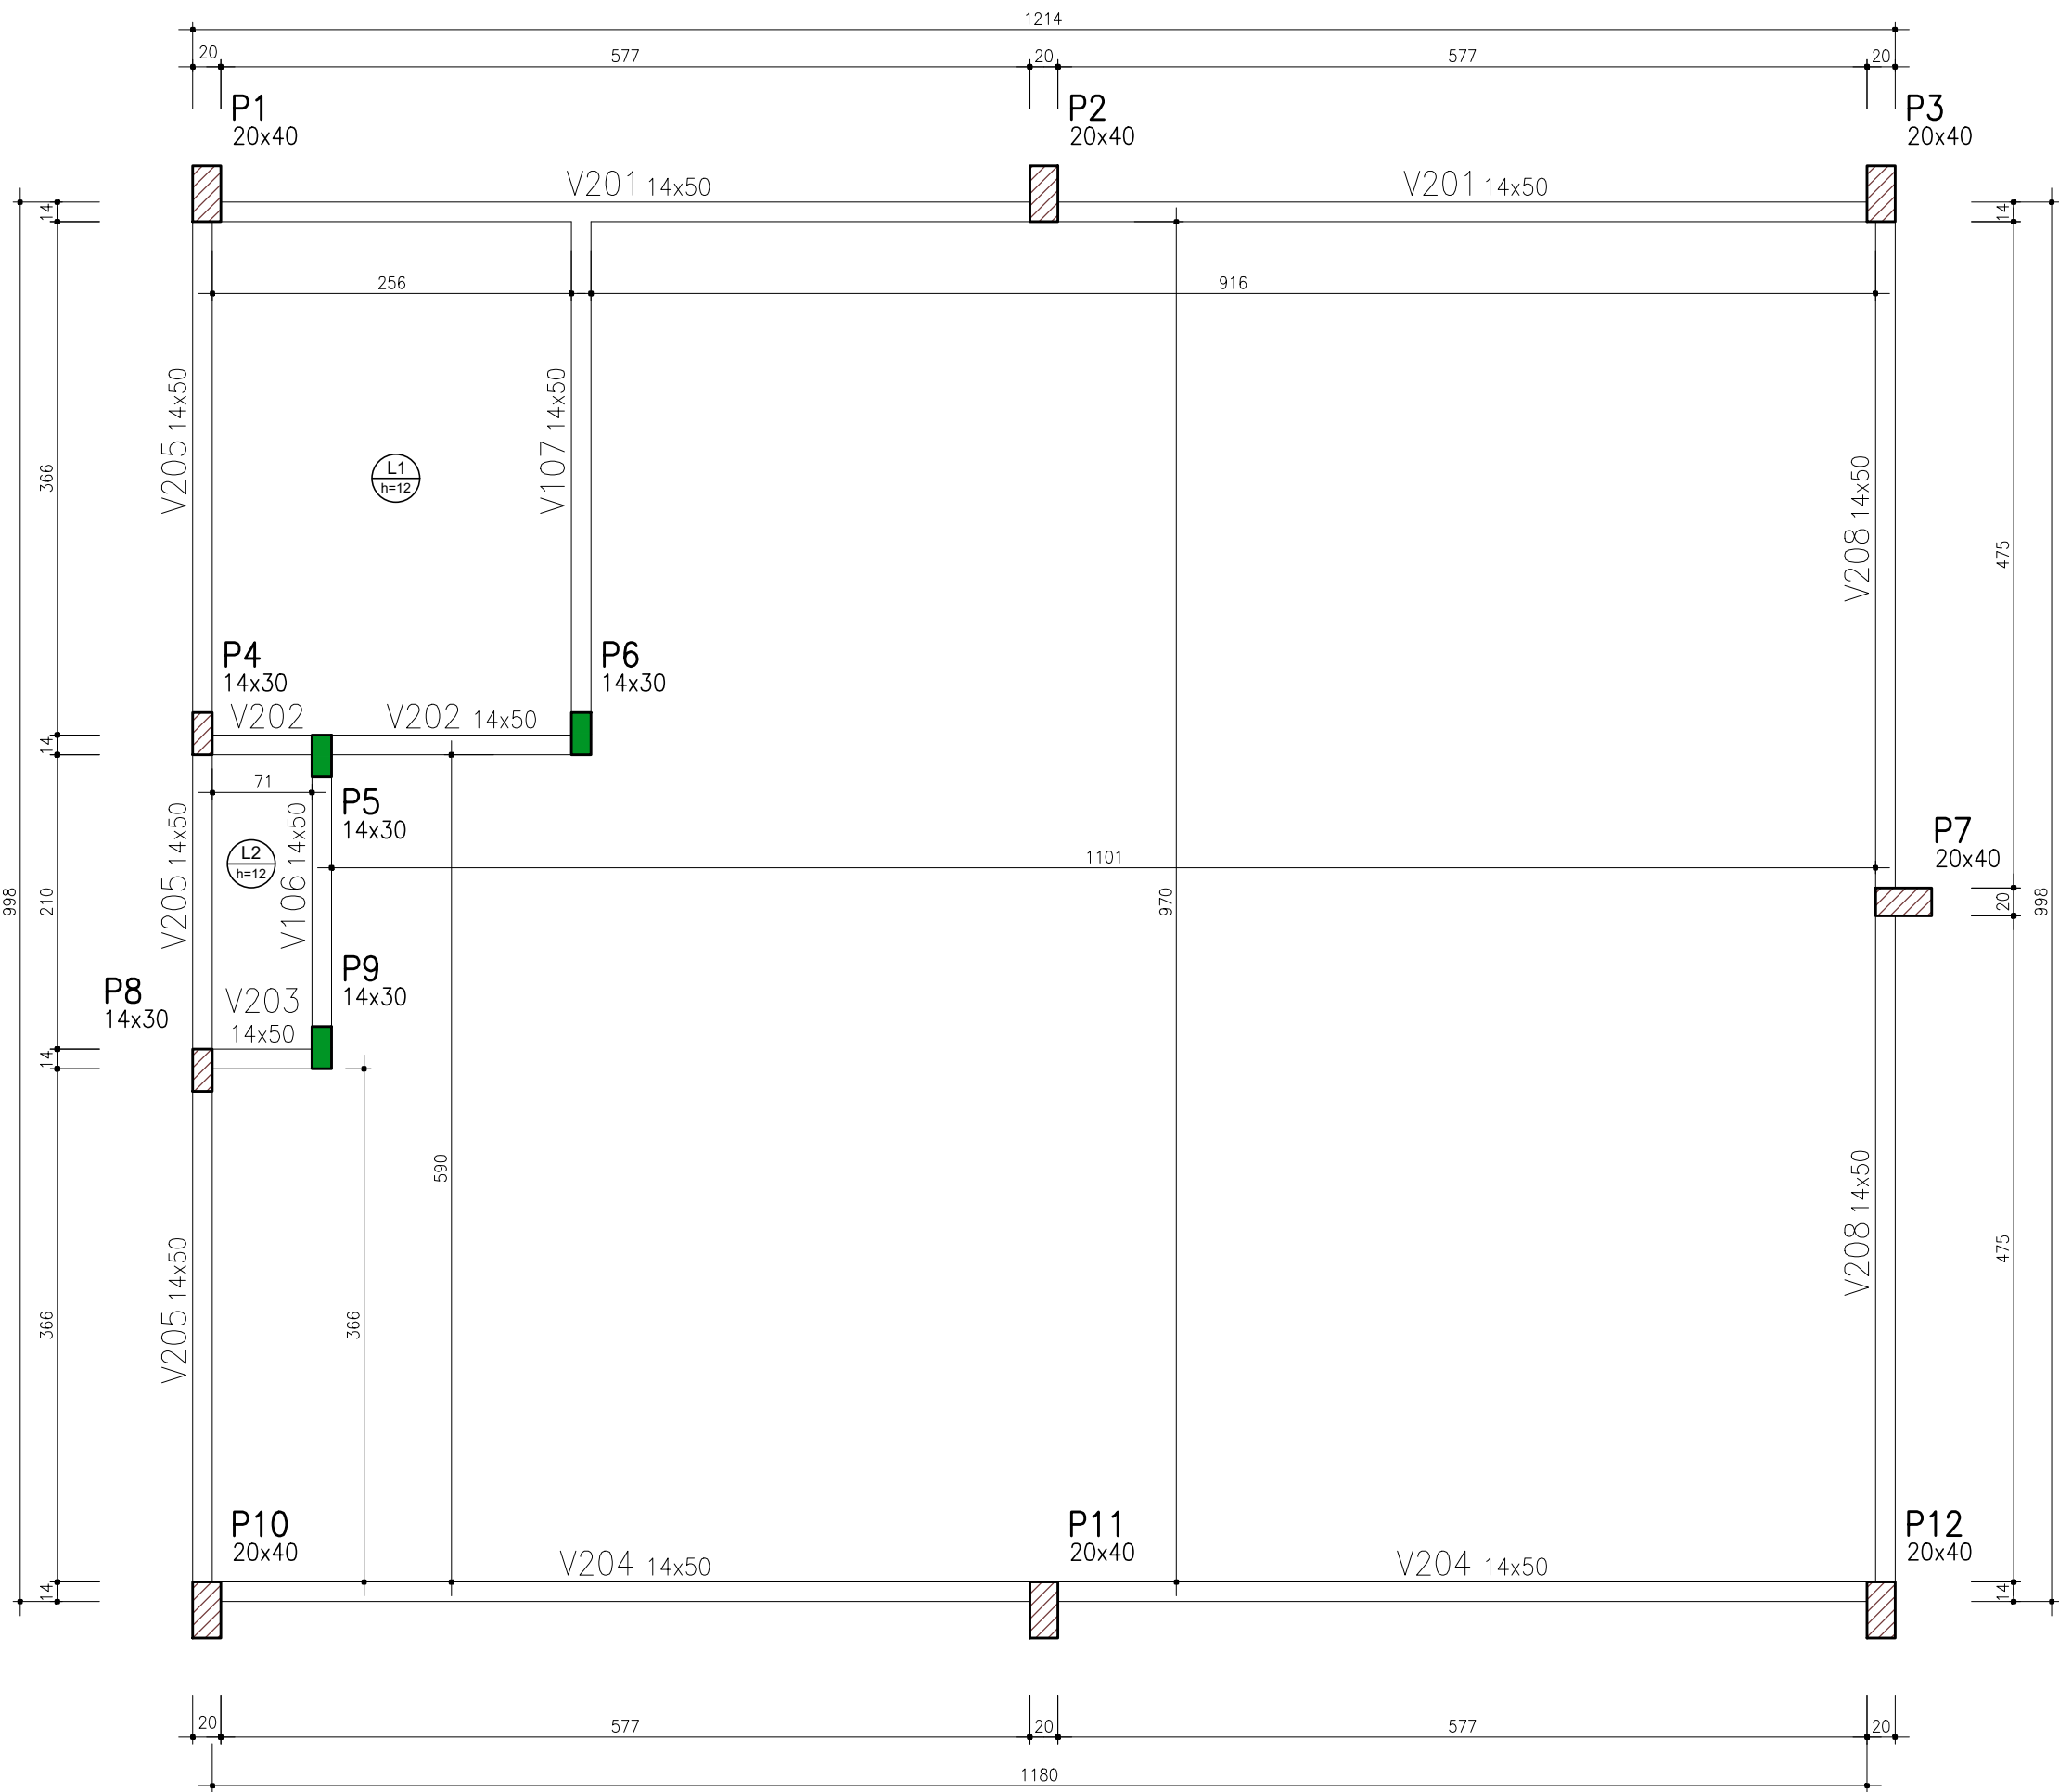 1214
20 577 20 577 20
P1 P2 P3
20x40 20x40 20x40
V201 14x50 V201 14x50
14 14
256 916
V205 14x50
V107 14x50
V208 14x50
366
475
L1
h=12
P4 P6
14x30 14x30
V202 V202 14x50
14
71
P5
14x30
V205 14x50
V106 14x50
L2
h=12
1101
P7
20x40
998
210
970
20
998
P9
14x30
P8
14x30
V203
14x50
14
590
366
V205 14x50
366
V208 14x50
475
P10 P11 P12
20x40 20x40 20x40
V204 14x50 V204 14x50
14 14
20 577 20 577 20
1180